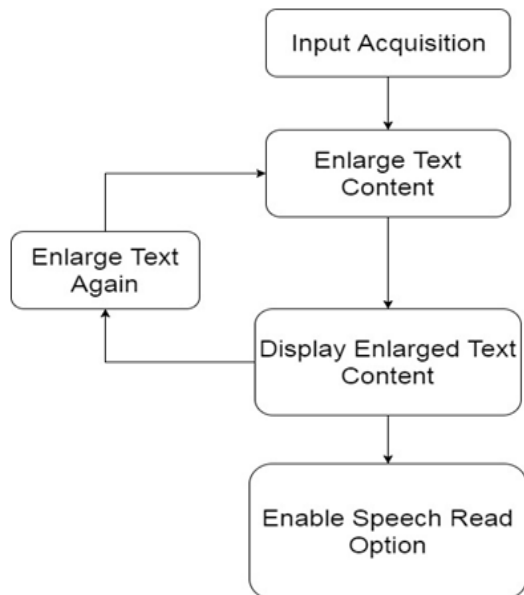 Input Acquisition
Enlarge Text
Content
Enlarge Text
Again
Display Enlarged Text
Content
Enable Speech Read
Option